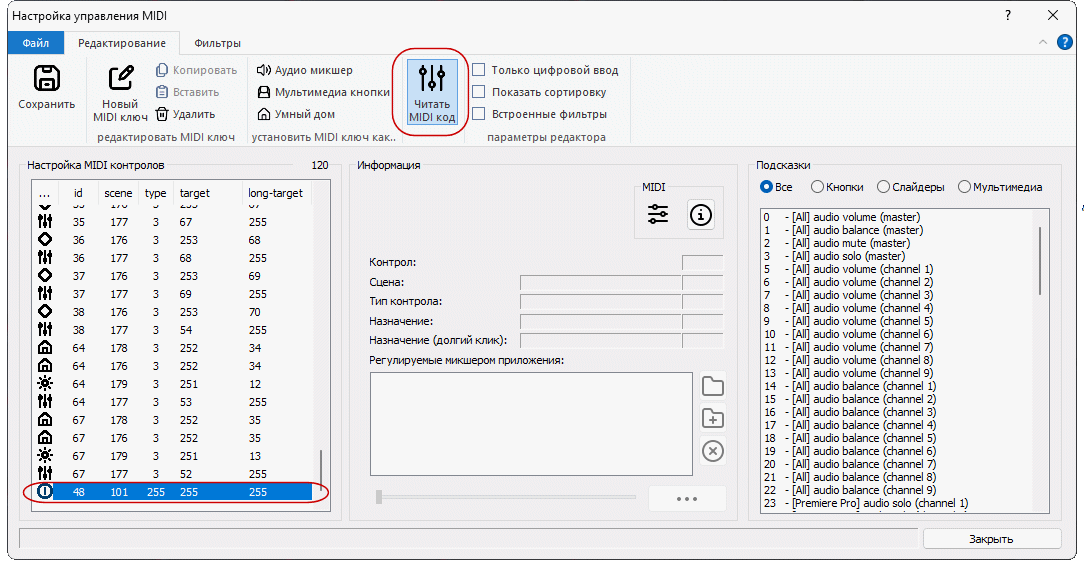 Настройка управления MIDI
?
Файл Редактирование Фильтры
Сохранить
Новый MIDI ключ
Копировать
Вставить
Удалить
редактировать MIDI ключ
Аудио микшер
Мультимедиа кнопки
Умный дом
установить MIDI ключ как..
Читать MIDI код
Только цифровой ввод
Показать сортировку
Встроенные фильтры
параметры редактора
Настройка MIDI контролов 120
... id scene type target long-target
35 177 3 67 255
36 176 3 253 68
36 177 3 68 255
37 176 3 253 69
37 177 3 69 255
38 176 3 253 70
38 177 3 54 255
64 178 3 252 34
64 176 3 252 34
64 179 3 251 12
64 177 3 53 255
67 178 3 252 35
67 176 3 252 35
67 179 3 251 13
67 177 3 52 255
48 101 255 255 255
Информация
MIDI
Контрол:
Сцена:
Тип контрола:
Назначение:
Назначение (долгий клик):
Регулируемые микшером приложения:
Подсказки
Все Кнопки Слайдеры Мультимедиа
0 - [All] audio volume (master)
1 - [All] audio balance (master)
2 - [All] audio mute (master)
3 - [All] audio solo (master)
5 - [All] audio volume (channel 1)
6 - [All] audio volume (channel 2)
7 - [All] audio volume (channel 3)
8 - [All] audio volume (channel 4)
9 - [All] audio volume (channel 5)
10 - [All] audio volume (channel 6)
11 - [All] audio volume (channel 7)
12 - [All] audio volume (channel 8)
13 - [All] audio volume (channel 9)
14 - [All] audio balance (channel 1)
15 - [All] audio balance (channel 2)
16 - [All] audio balance (channel 3)
17 - [All] audio balance (channel 4)
18 - [All] audio balance (channel 5)
19 - [All] audio balance (channel 6)
20 - [All] audio balance (channel 7)
21 - [All] audio balance (channel 8)
22 - [All] audio balance (channel 9)
23 - [Premiere Pro] audio solo (channel 1)
Закрыть